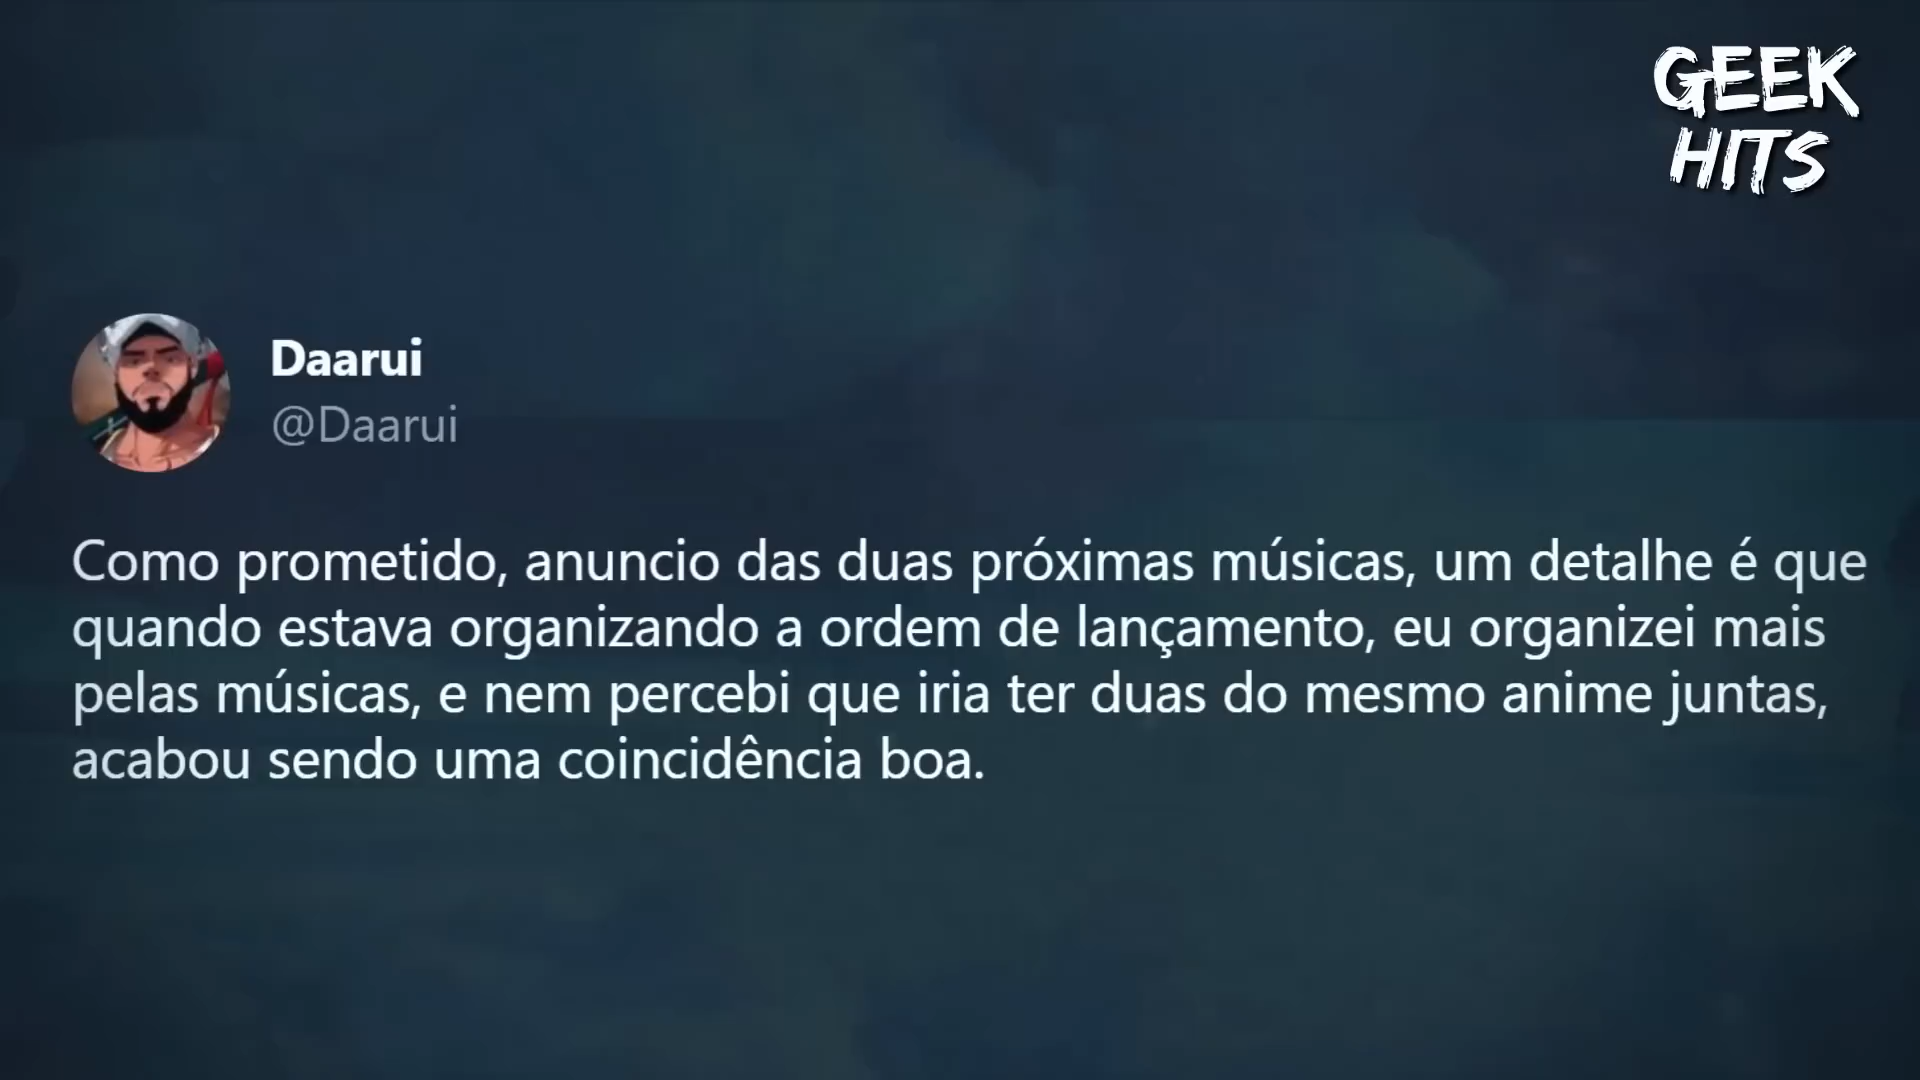 GEEK
HITS
Daarui
@Daarui
Como prometido, anuncio das duas próximas músicas, um detalhe é que
quando estava organizando a ordem de lançamento, eu organizei mais
pelas músicas, e nem percebi que iria ter duas do mesmo anime juntas,
acabou sendo uma coincidência boa.